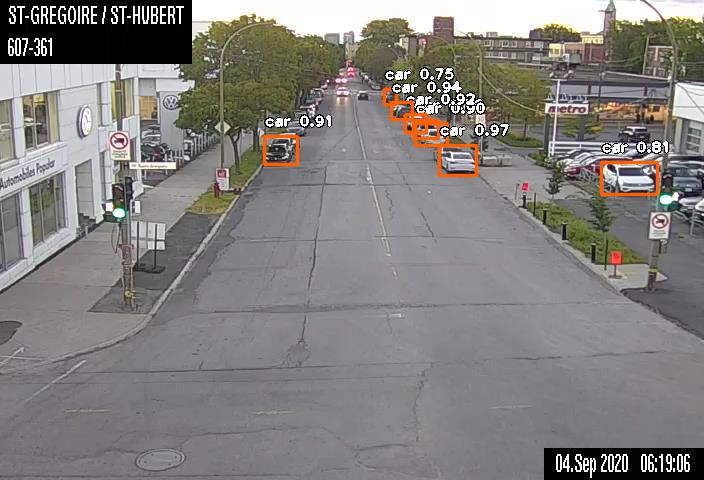 ST-GREGOIRE / ST-HUBERT
607-361
car 0.75
car 0.94
car 0.92
car 0.90
car 0.91
car 0.97
car 0.81
metro
Automobiles Popular
04.Sep 2020 06:19:06